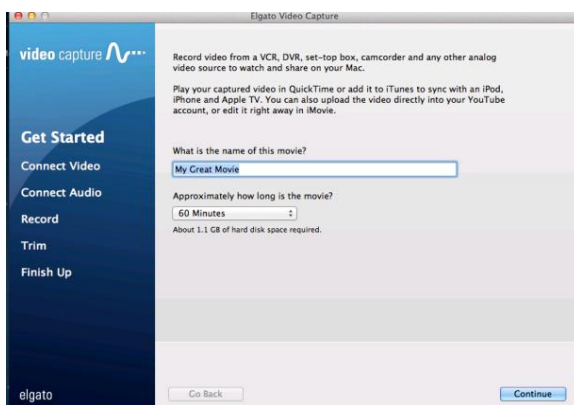 Elgato Video Capture
video capture
Get Started
Connect Video
Connect Audio
Record
Trim
Finish Up
elgato
Record video from a VCR, DVR, set-top box, camcorder and any other analog
video source to watch and share on your Mac.
Play your captured video in QuickTime or add it to iTunes to sync with an iPod,
iPhone and Apple TV. You can also upload the video directly into your YouTube
account, or edit it right away in iMovie.
What is the name of this movie?
My Great Movie
Approximately how long is the movie?
60 Minutes
About 1.1 GB of hard disk space required.
Go Back
Continue